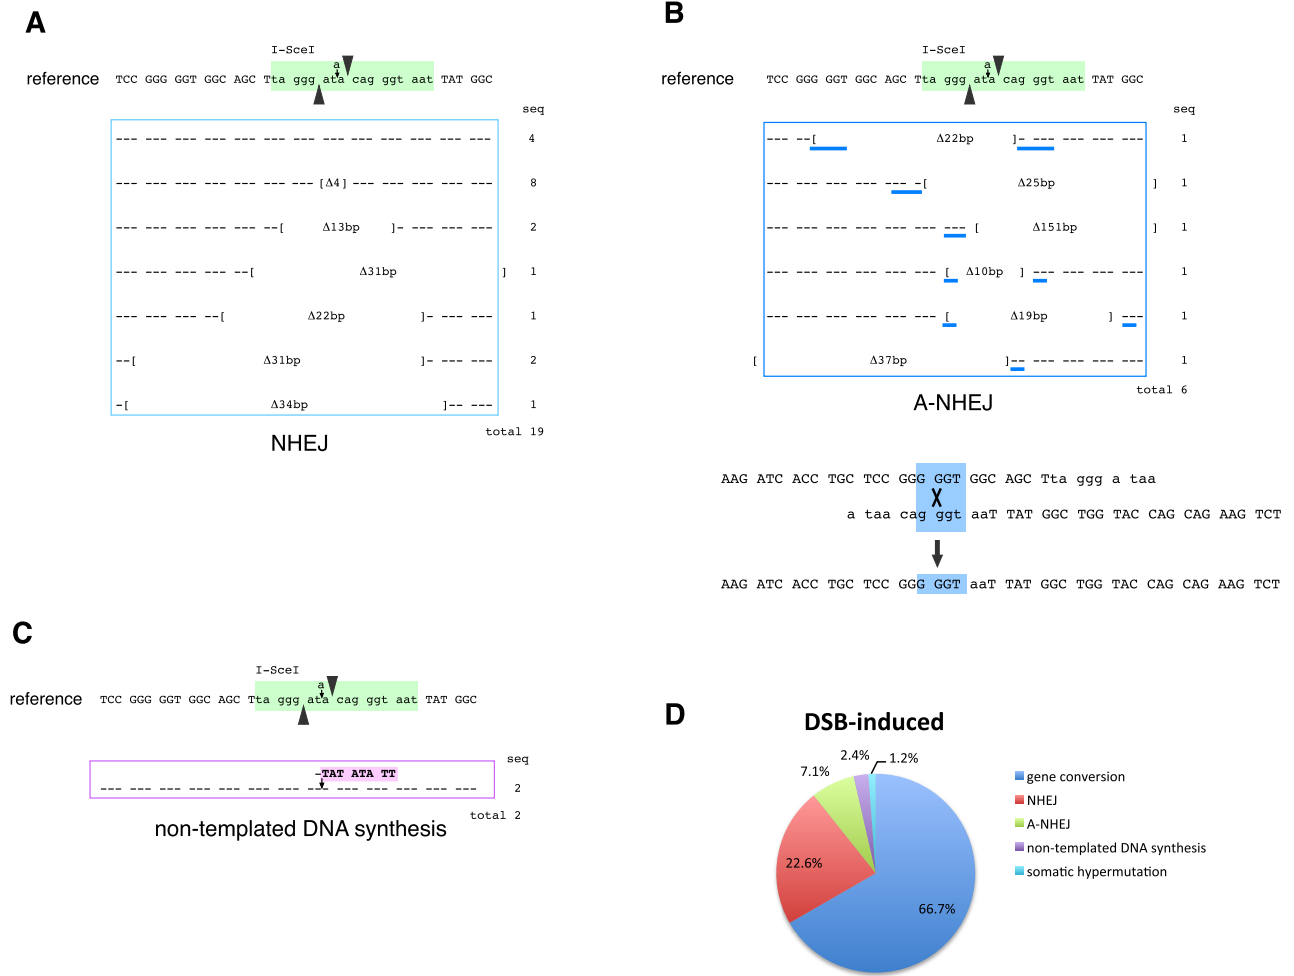 A
I-SceI
a
reference TCC GGG GGT GGC AGC Tta ggg ata cag ggt aat TAT GGC
seq
--- --- --- --- --- --- --- --- --- --- --- --- --- 4
--- --- --- --- --- --- --- [Δ4] --- --- --- --- --- 8
--- --- --- --- --- --[ Δ13bp ]- --- --- --- 2
--- --- --- --- --[ Δ31bp ] 1
--- --- --- --[ Δ22bp ]- --- --- 1
--[ Δ31bp ]- --- --- 2
-[ Δ34bp ]-- --- 1
total 19
NHEJ
B
I-SceI
a
reference TCC GGG GGT GGC AGC Tta ggg ata cag ggt aat TAT GGC
seq
--- --[ Δ22bp ]- --- --- --- --- 1
--- --- --- --- --- -[ Δ25bp ] 1
--- --- --- --- --- --- --- [ Δ151bp ] 1
--- --- --- --- --- --- [ Δ10bp ] --- --- --- --- 1
--- --- --- --- --- --- [ Δ19bp ] --- 1
[ Δ37bp ]-- --- --- --- --- 1
total 6
A-NHEJ
AAG ATC ACC TGC TCC GGG GGT GGC AGC Tta ggg a taa
X
a taa cag ggt aaT TAT GGC TGG TAC CAG CAG AAG TCT
AAG ATC ACC TGC TCC GGG GGT aaT TAT GGC TGG TAC CAG CAG AAG TCT
C
I-SceI
a
reference TCC GGG GGT GGC AGC Tta ggg ata cag ggt aat TAT GGC
seq
-TAT ATA TT
--- --- --- --- --- --- --- --- --- --- --- --- --- 2
total 2
non-templated DNA synthesis
D
DSB-induced
2.4%
1.2%
7.1%
22.6%
66.7%
gene conversion
NHEJ
A-NHEJ
non-templated DNA synthesis
somatic hypermutation